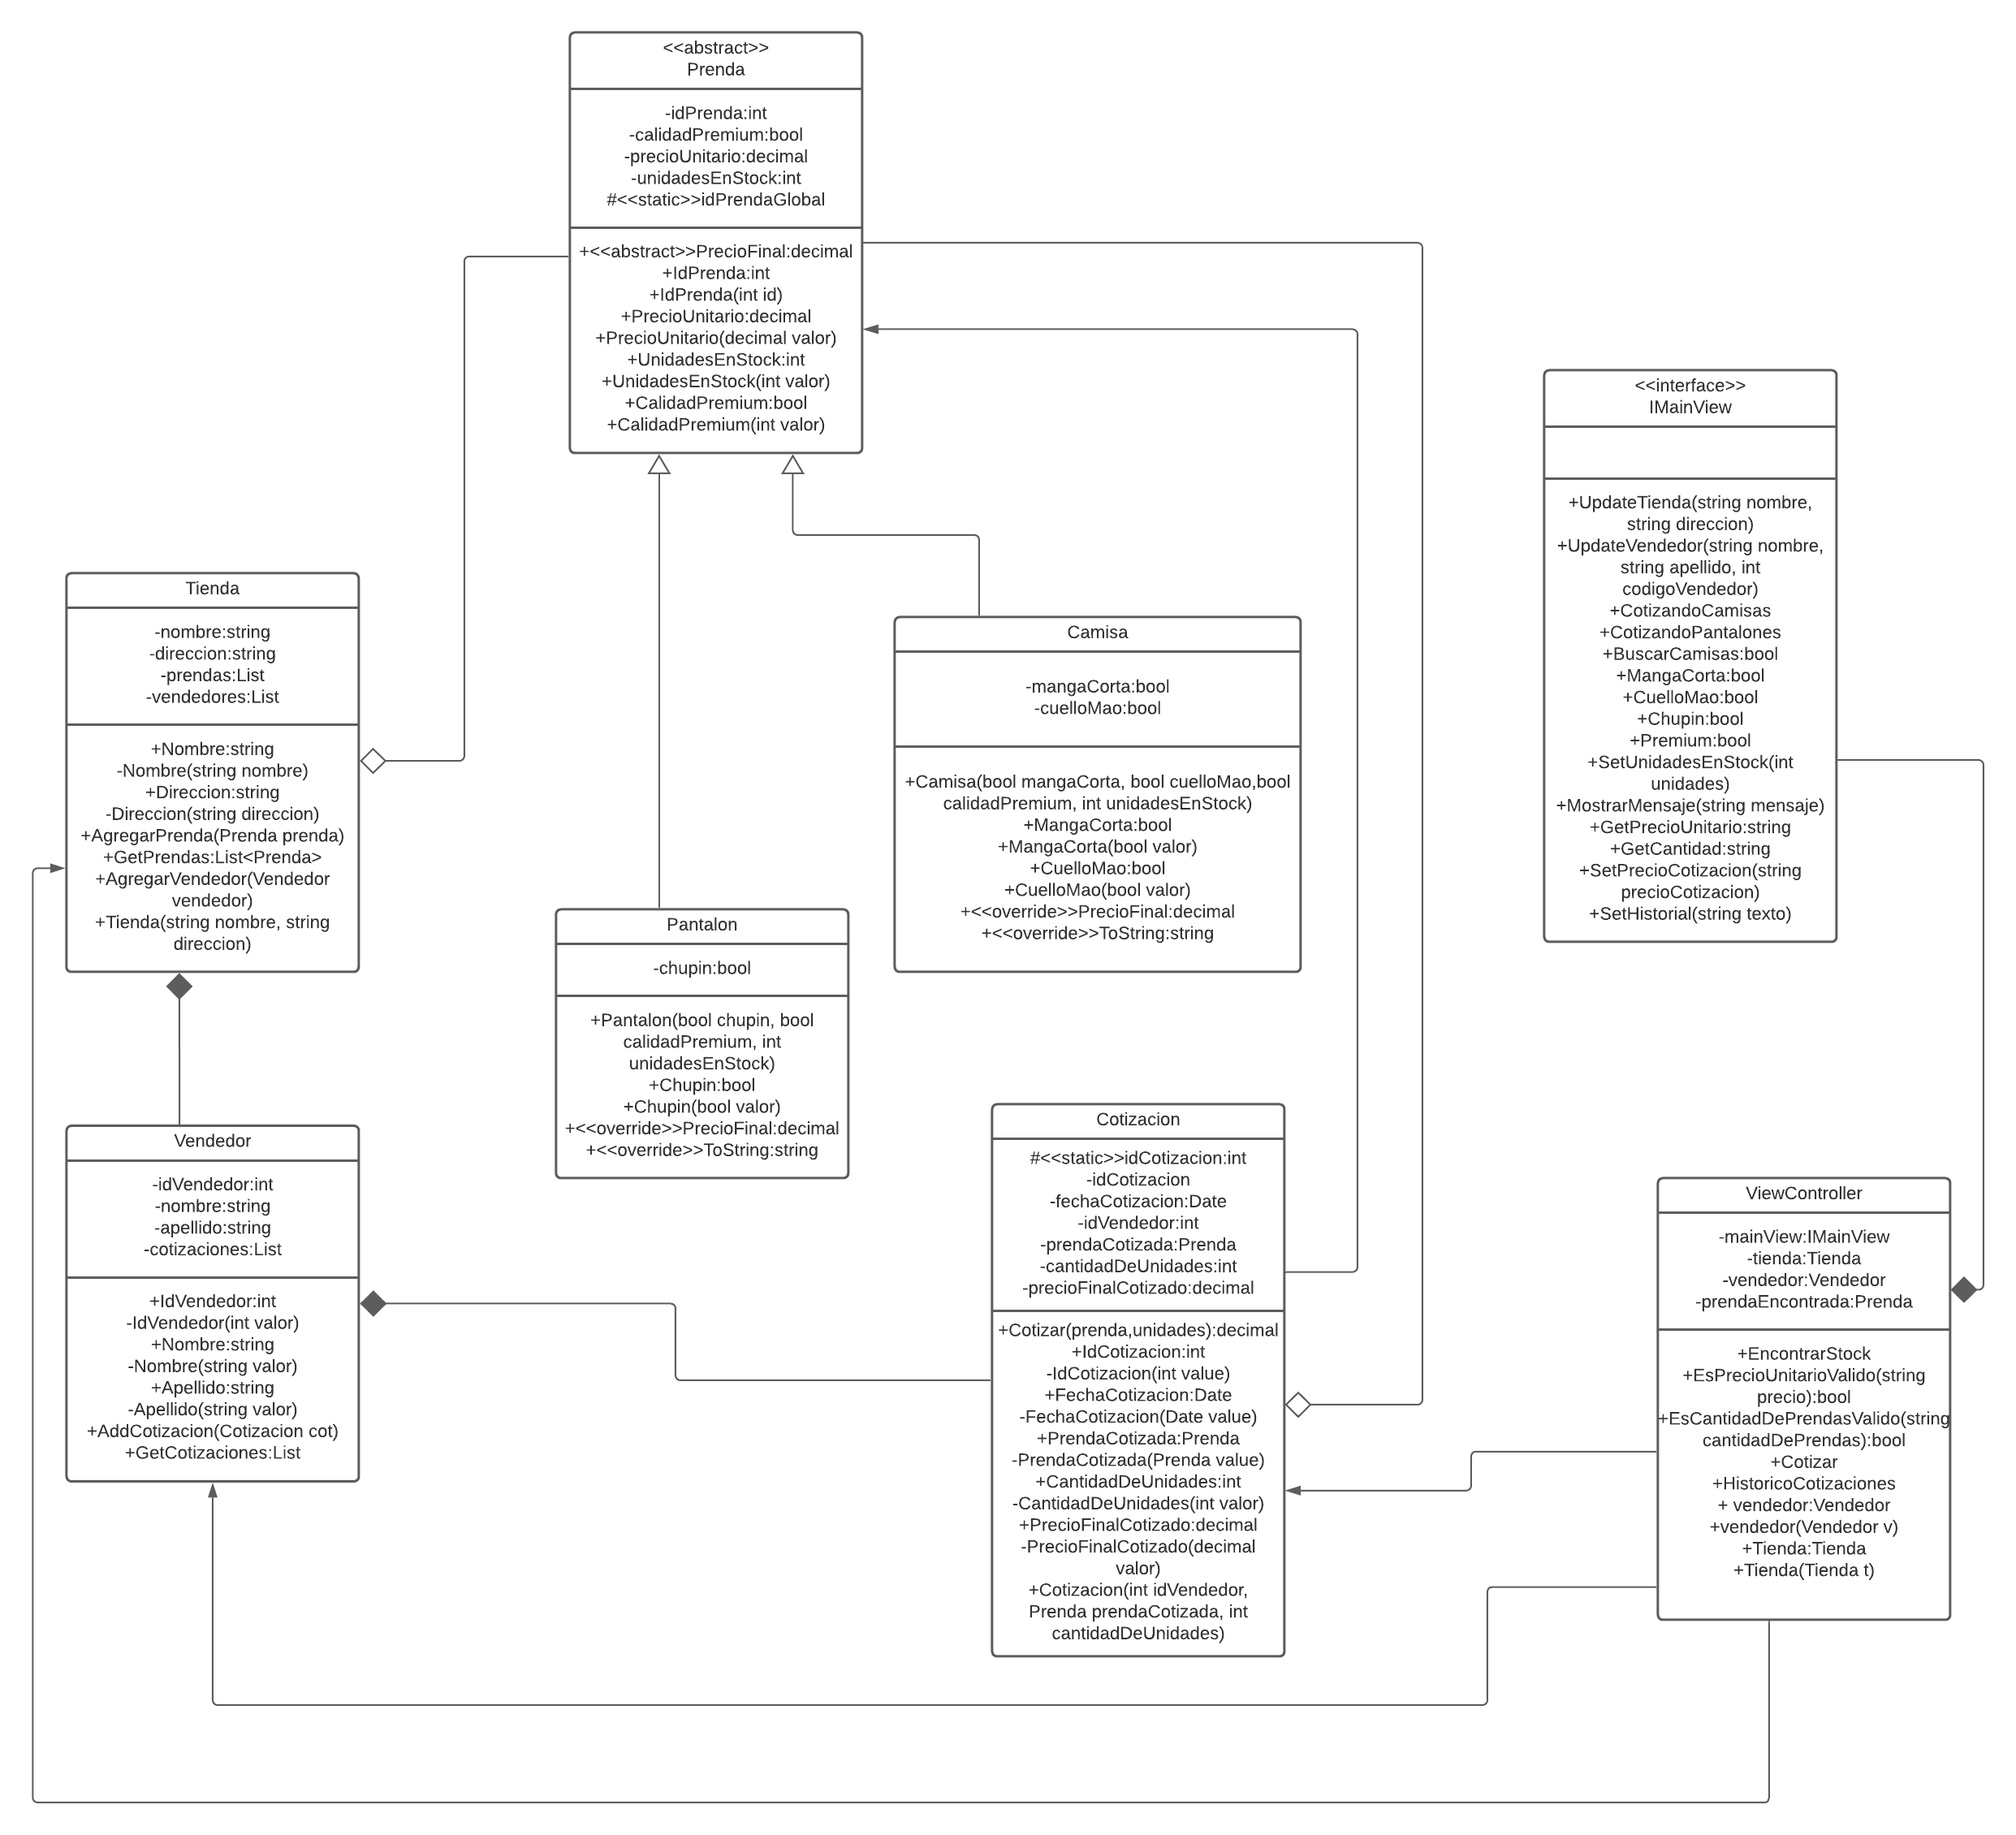 <<abstract>>
Prenda
-idPrenda:int
-calidadPremium:bool
-precioUnitario:decimal
-unidadesEnStock:int
#<<static>>idPrendaGlobal
+<<abstract>>PrecioFinal:decimal
+IdPrenda:int
+IdPrenda(int id)
+PrecioUnitario:decimal
+PrecioUnitario(decimal valor)
+UnidadesEnStock:int
+UnidadesEnStock(int valor)
+CalidadPremium:bool
+CalidadPremium(int valor)
<<interface>>
IMainView
+UpdateTienda(string nombre,
string direccion)
+UpdateVendedor(string nombre,
string apellido, int
codigoVendedor)
+CotizandoCamisas
+CotizandoPantalones
+BuscarCamisas:bool
+MangaCorta:bool
+CuelloMao:bool
+Chupin:bool
+Premium:bool
+SetUnidadesEnStock(int
unidades)
+MostrarMensaje(string mensaje)
+GetPrecioUnitario:string
+GetCantidad:string
+SetPrecioCotizacion(string
precioCotizacion)
+SetHistorial(string texto)
Tienda
-nombre:string
-direccion:string
-prendas:List
-vendedores:List
+Nombre:string
-Nombre(string nombre)
+Direccion:string
-Direccion(string direccion)
+AgregarPrenda(Prenda prenda)
+GetPrendas:List<Prenda>
+AgregarVendedor(Vendedor
vendedor)
+Tienda(string nombre, string
direccion)
Camisa
-mangaCorta:bool
-cuelloMao:bool
+Camisa(bool mangaCorta, bool cuelloMao,bool
calidadPremium, int unidadesEnStock)
+MangaCorta:bool
+MangaCorta(bool valor)
+CuelloMao:bool
+CuelloMao(bool valor)
+<<override>>PrecioFinal:decimal
+<<override>>ToString:string
Pantalon
-chupin:bool
+Pantalon(bool chupin, bool
calidadPremium, int
unidadesEnStock)
+Chupin:bool
+Chupin(bool valor)
+<<override>>PrecioFinal:decimal
+<<override>>ToString:string
Vendedor
-idVendedor:int
-nombre:string
-apellido:string
-cotizaciones:List
+IdVendedor:int
-IdVendedor(int valor)
+Nombre:string
-Nombre(string valor)
+Apellido:string
-Apellido(string valor)
+AddCotizacion(Cotizacion cot)
+GetCotizaciones:List
Cotizacion
#<<static>>idCotizacion:int
-idCotizacion
-fechaCotizacion:Date
-idVendedor:int
-prendaCotizada:Prenda
-cantidadDeUnidades:int
-precioFinalCotizado:decimal
+Cotizar(prenda,unidades):decimal
+IdCotizacion:int
-IdCotizacion(int value)
+FechaCotizacion:Date
-FechaCotizacion(Date value)
+PrendaCotizada:Prenda
-PrendaCotizada(Prenda value)
+CantidadDeUnidades:int
-CantidadDeUnidades(int valor)
+PrecioFinalCotizado:decimal
-PrecioFinalCotizado(decimal
valor)
+Cotizacion(int idVendedor,
Prenda prendaCotizada, int
cantidadDeUnidades)
ViewController
-mainView:IMainView
-tienda:Tienda
-vendedor:Vendedor
-prendaEncontrada:Prenda
+EncontrarStock
+EsPrecioUnitarioValido(string
precio):bool
+EsCantidadDePrendasValido(string
cantidadDePrendas):bool
+Cotizar
+HistoricoCotizaciones
+ vendedor:Vendedor
+vendedor(Vendedor v)
+Tienda:Tienda
+Tienda(Tienda t)